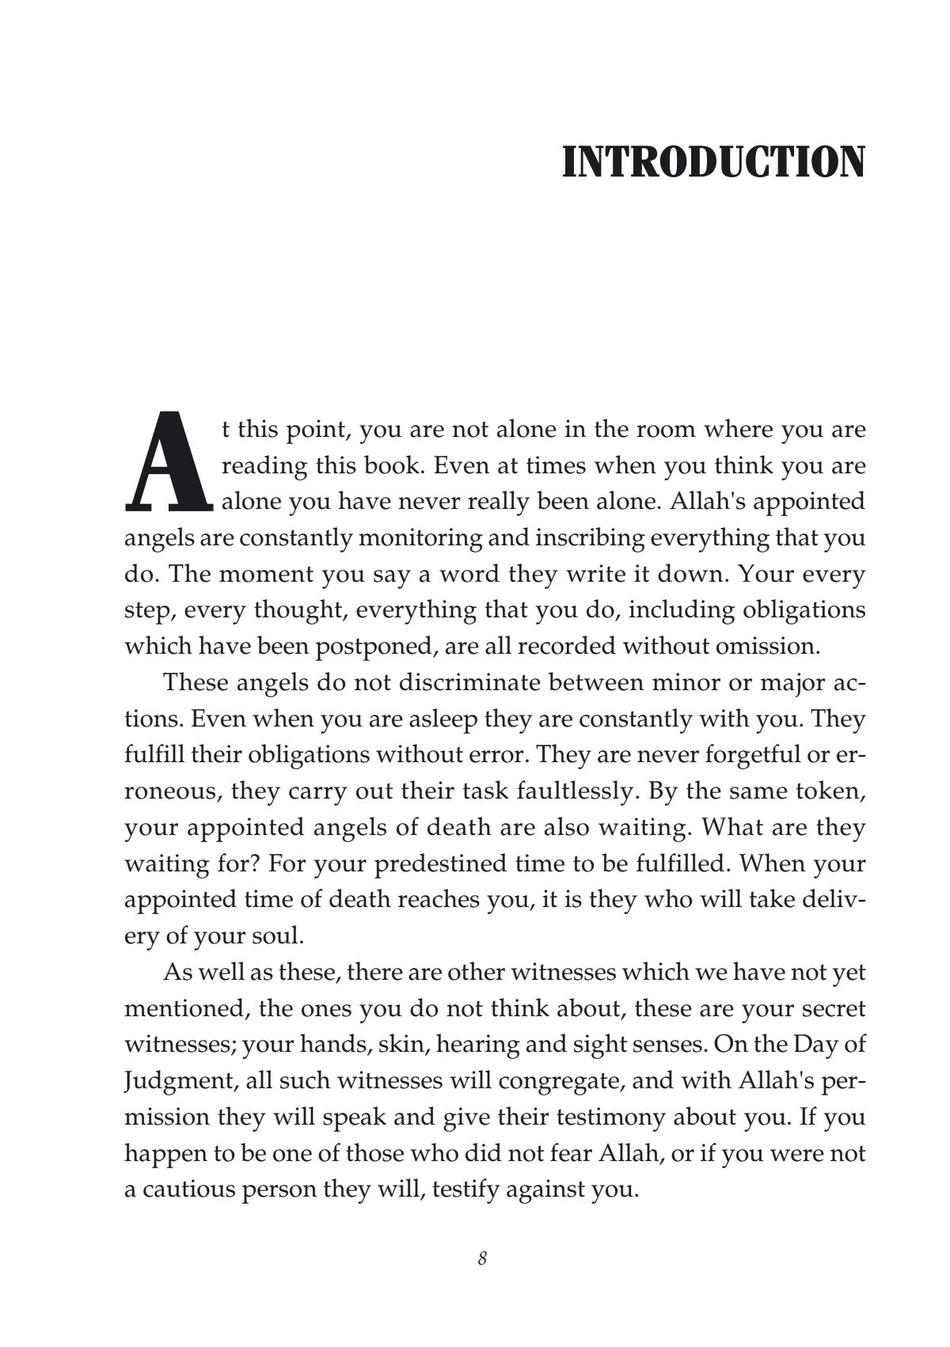 INTRODUCTION
At this point, you are not alone in the room where you are
reading this book. Even at times when you think you are
alone you have never really been alone. Allah's appointed
angels are constantly monitoring and inscribing everything that you
do. The moment you say a word they write it down. Your every
step, every thought, everything that you do, including obligations
which have been postponed, are all recorded without omission.
These angels do not discriminate between minor or major ac-
tions. Even when you are asleep they are constantly with you. They
fulfill their obligations without error. They are never forgetful or er-
roneous, they carry out their task faultlessly. By the same token,
your appointed angels of death are also waiting. What are they
waiting for? For your predestined time to be fulfilled. When your
appointed time of death reaches you, it is they who will take deliv-
ery of your soul.
As well as these, there are other witnesses which we have not yet
mentioned, the ones you do not think about, these are your secret
witnesses; your hands, skin, hearing and sight senses. On the Day of
Judgment, all such witnesses will congregate, and with Allah's per-
mission they will speak and give their testimony about you. If you
happen to be one of those who did not fear Allah, or if you were not
a cautious person they will, testify against you.
8